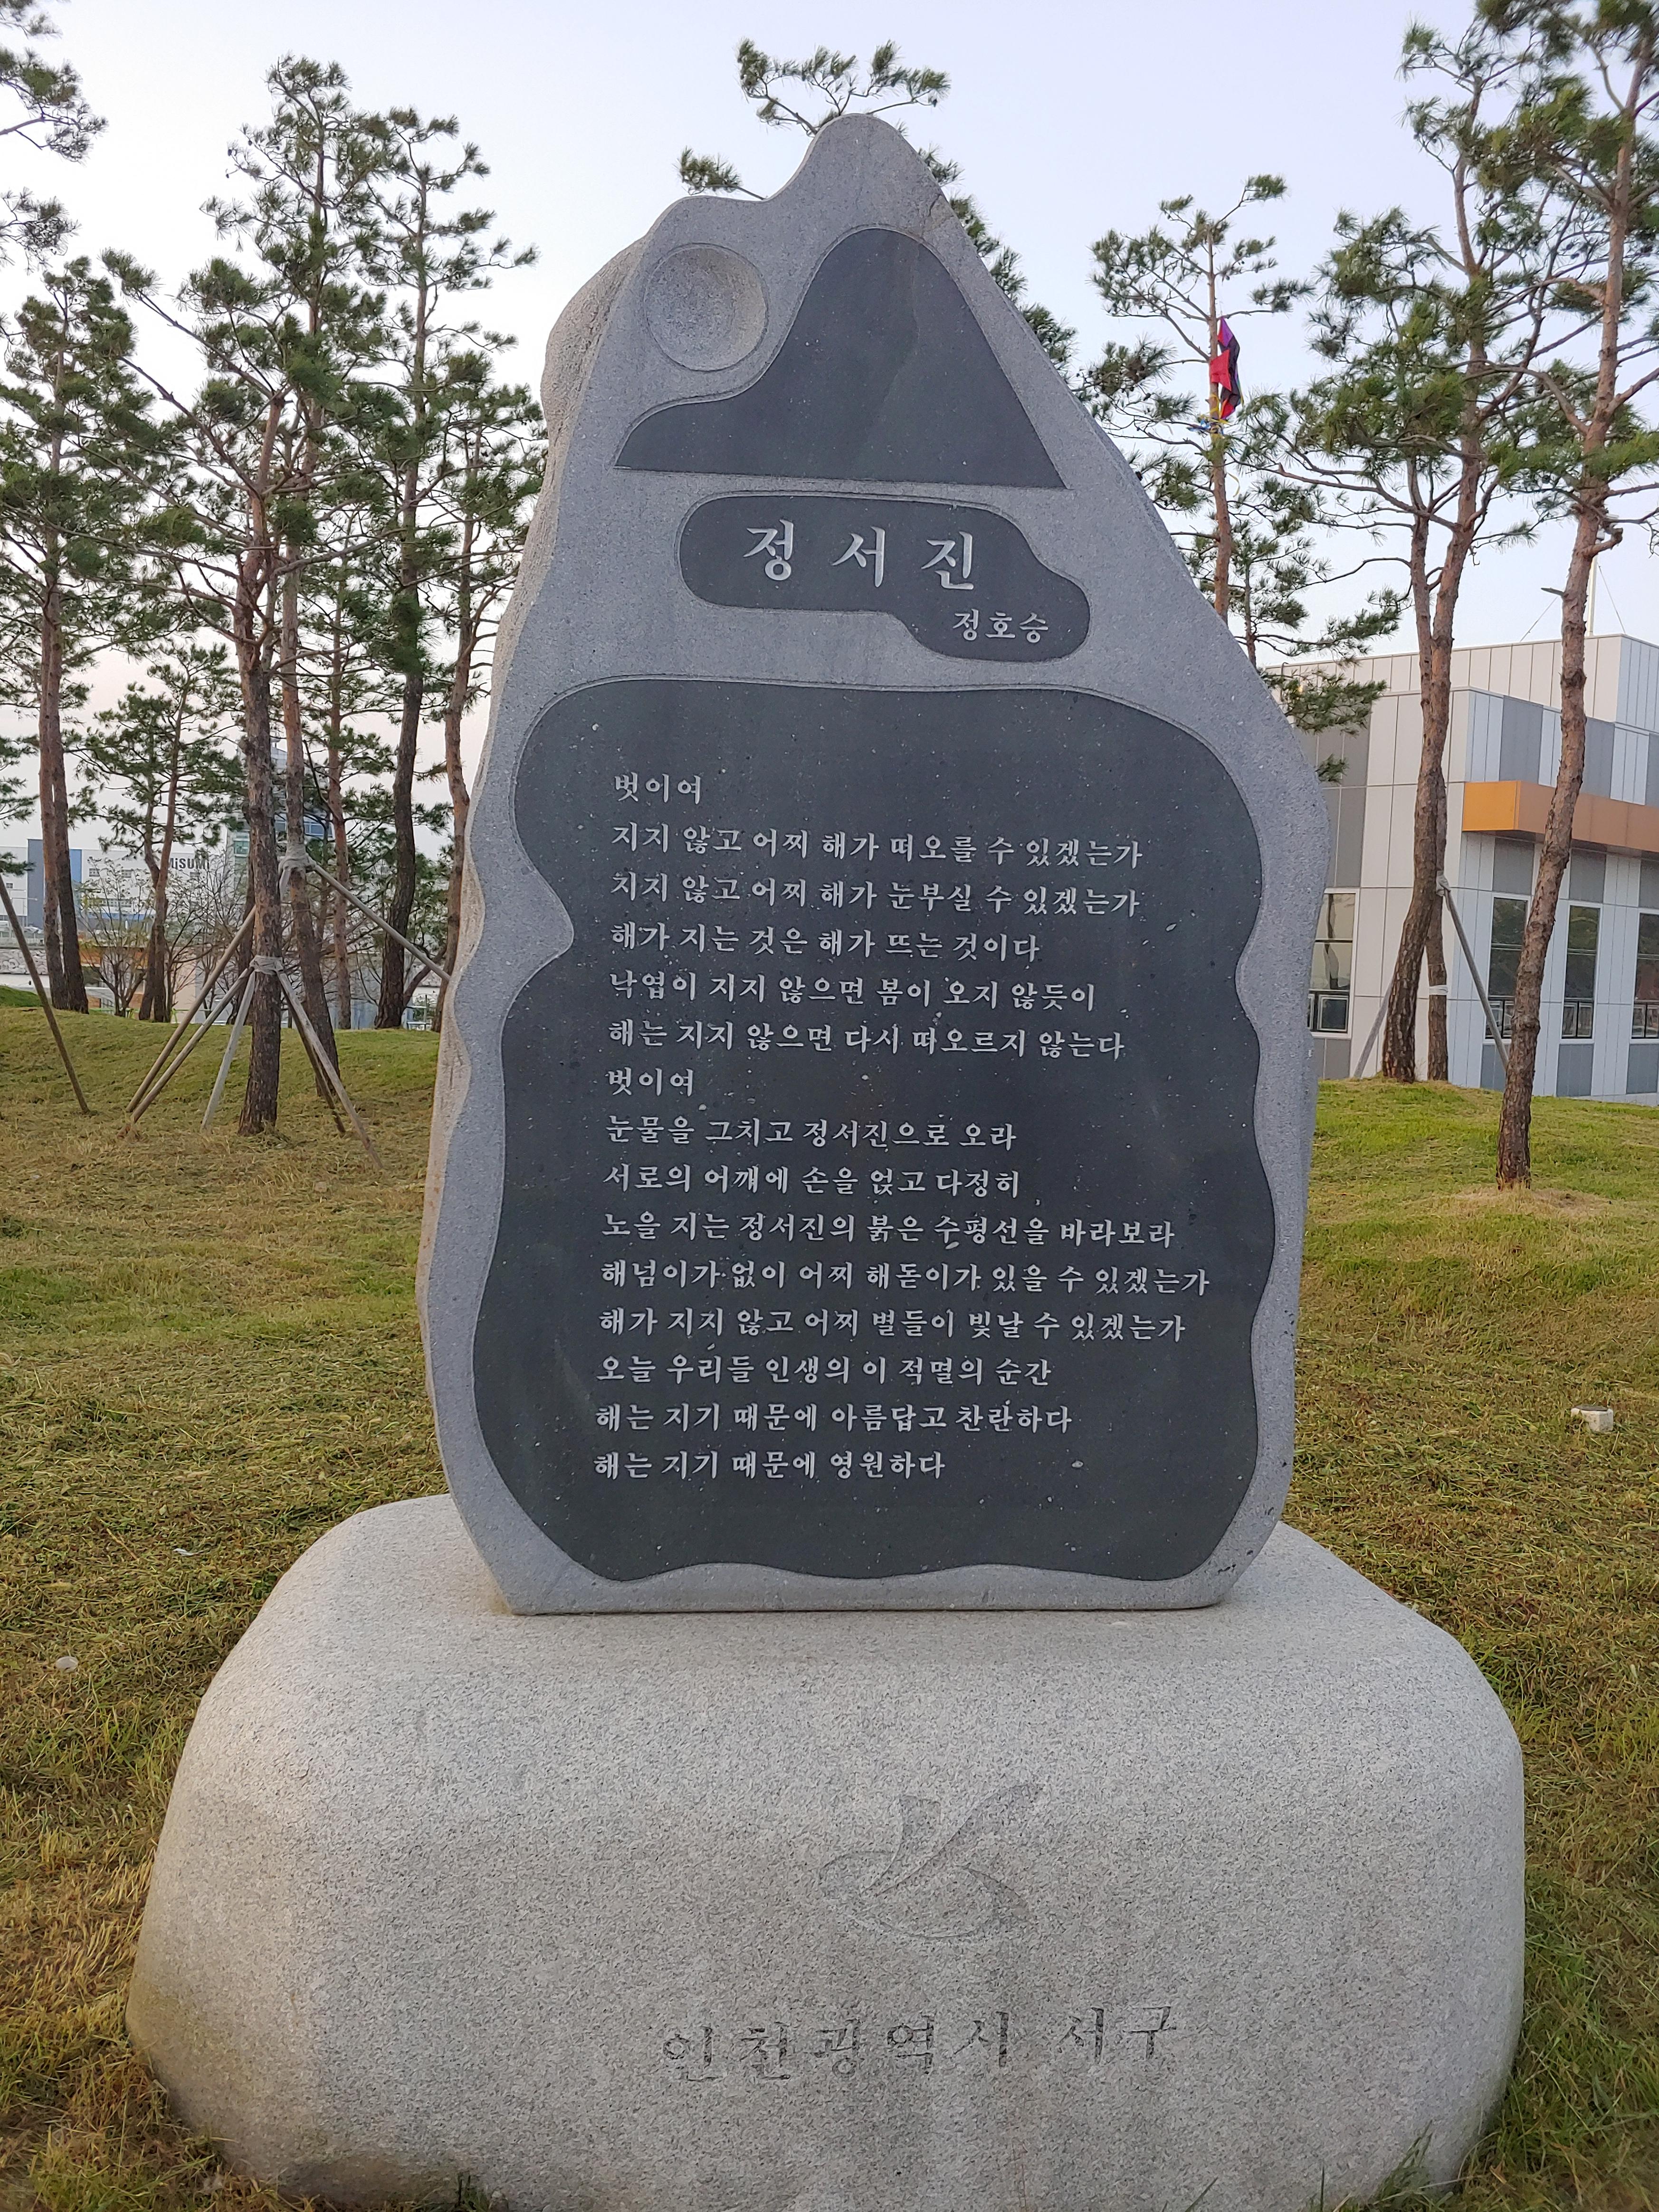 정서진
정호승
벗이여
지지 않고 어찌 해가 떠오를 수 있겠는가
지지 않고 어찌 해가 눈부실 수 있겠는가
해가 지는 것은 해가 뜨는 것이다
낙엽이 지지 않으면 봄이 오지 않듯이
해는 지지 않으면 다시 떠오르지 않는다
벗이여
눈물을 그치고 정서진으로 오라
서로의 어깨에 손을 얹고 다정히
노을 지는 정서진의 붉은 수평선을 바라보라
해넘이가 없이 어찌 해돋이가 있을 수 있겠는가
해가 지지 않고 어찌 별들이 빛날 수 있겠는가
오늘 우리들 인생의 이 적멸의 순간
해는 지기 때문에 아름답고 찬란하다
해는 지기 때문에 영원하다
인천광역시 서구
MiSUMi